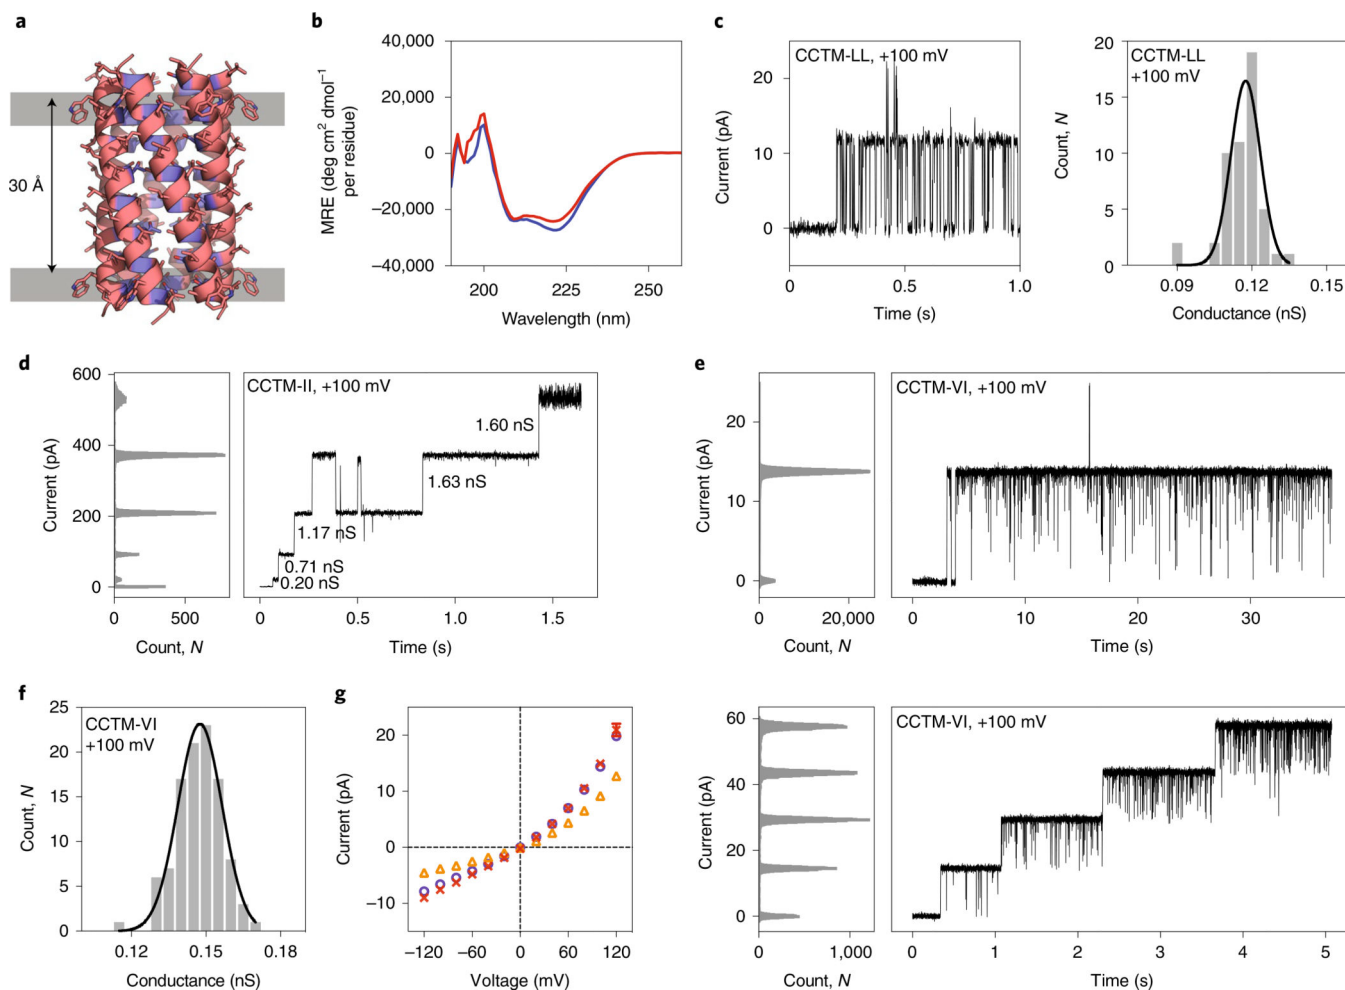 a
30 Å
b
MRE (deg cm² dmol⁻¹
per residue)
40,000
20,000
0
−20,000
−40,000
200
225
250
Wavelength (nm)
c
CCTM-LL, +100 mV
Current (pA)
20
10
0
0
0.5
1.0
Time (s)
CCTM-LL
+100 mV
Count, N
20
15
10
5
0
0.09
0.12
0.15
Conductance (nS)
d
Current (pA)
600
400
200
0
0
500
Count, N
CCTM-II, +100 mV
1.60 nS
1.63 nS
1.17 nS
0.71 nS
0.20 nS
0
0.5
1.0
1.5
Time (s)
e
Current (pA)
20
10
0
0
20,000
Count, N
CCTM-VI, +100 mV
10
20
30
0
Time (s)
f
CCTM-VI
+100 mV
Count, N
25
20
15
10
5
0
0.12
0.15
0.18
Conductance (nS)
g
Current (pA)
20
10
0
−10
−120
−60
0
60
120
Voltage (mV)
Current (pA)
60
40
20
0
0
1,000
Count, N
CCTM-VI, +100 mV
0
1
2
3
4
5
Time (s)